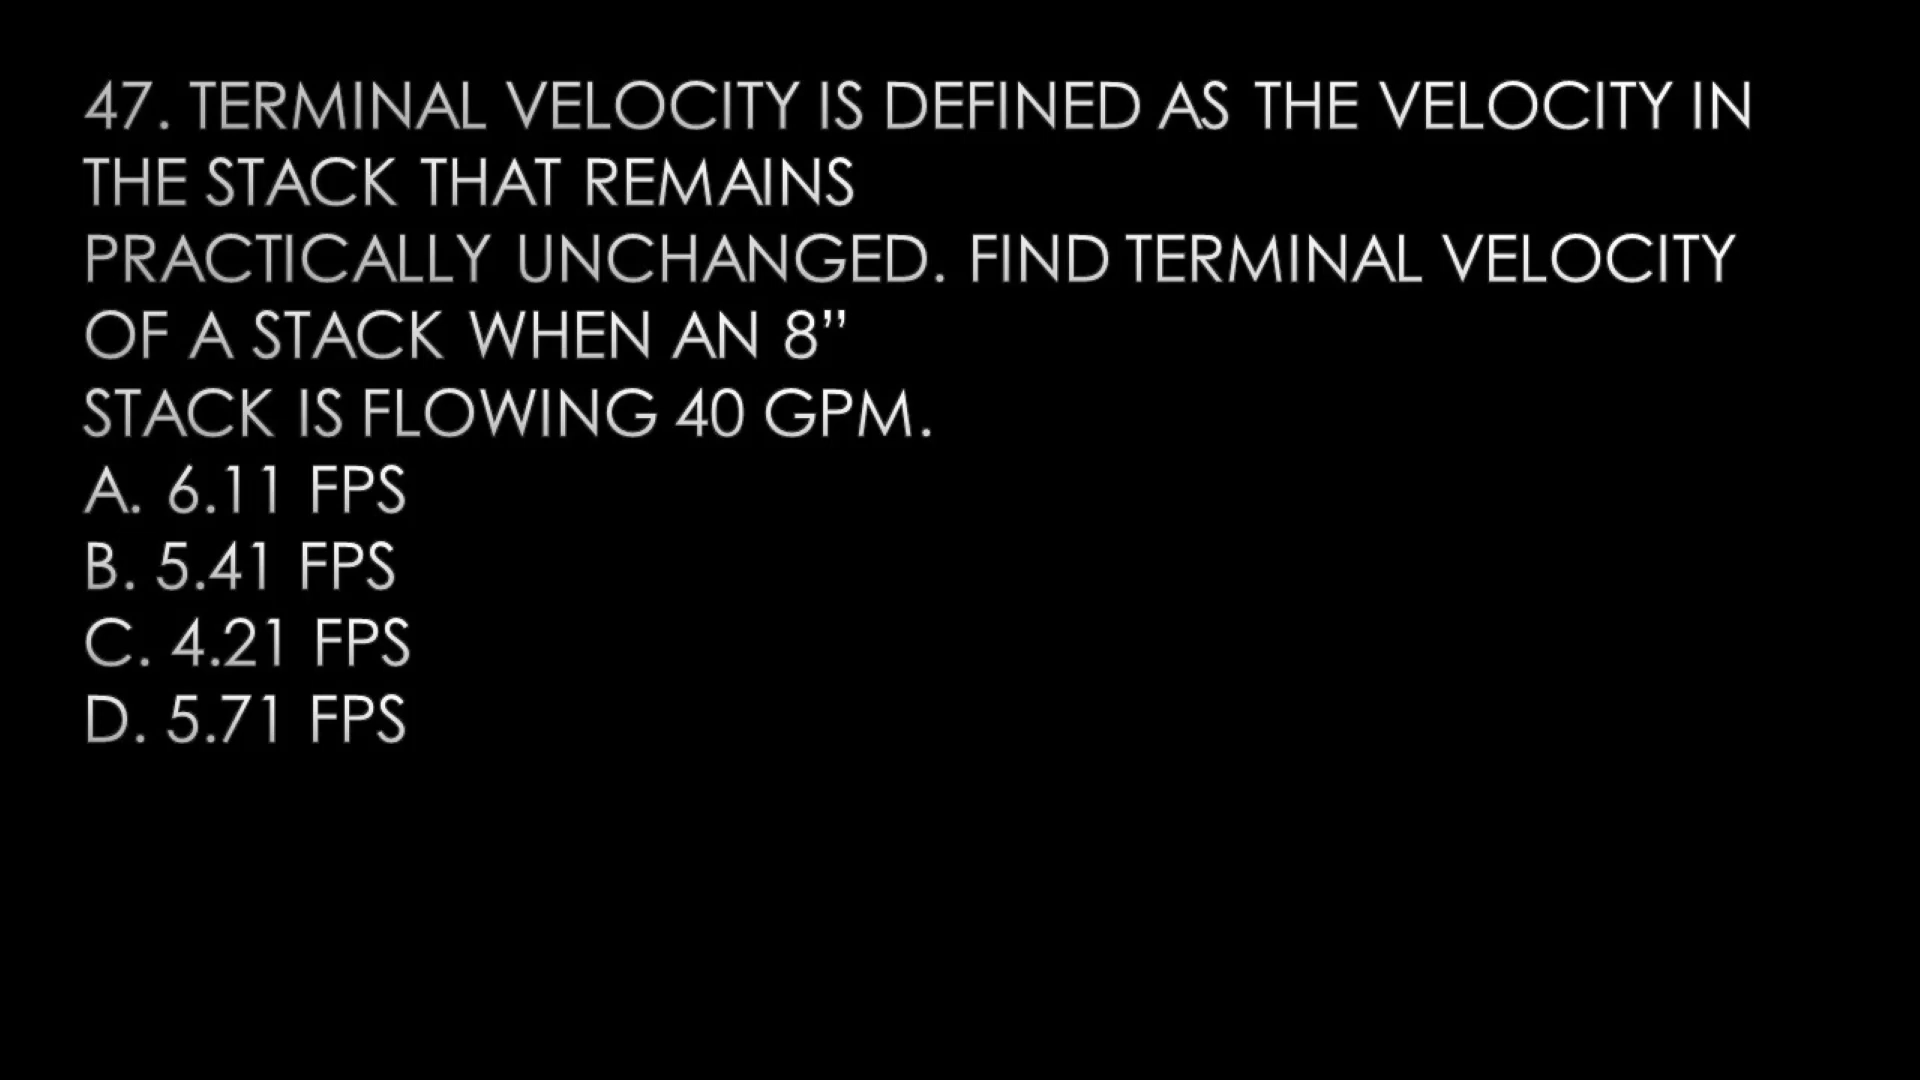 47. TERMINAL VELOCITY IS DEFINED AS THE VELOCITY IN
THE STACK THAT REMAINS
PRACTICALLY UNCHANGED. FIND TERMINAL VELOCITY
OF A STACK WHEN AN 8”
STACK IS FLOWING 40 GPM.
A. 6.11 FPS
B. 5.41 FPS
C. 4.21 FPS
D. 5.71 FPS